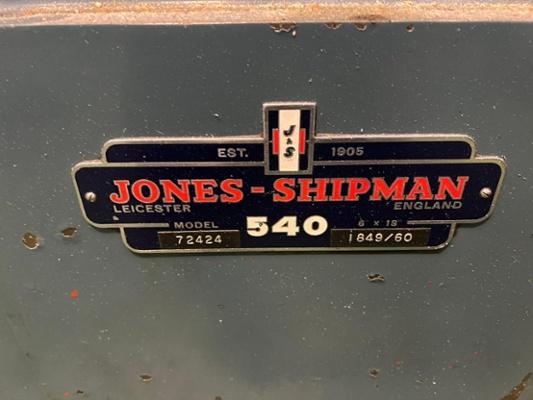 J & S
EST. 1905
JONES-SHIPMAN
LEICESTER ENGLAND
MODEL 540 6 x 18
72424 1849/60